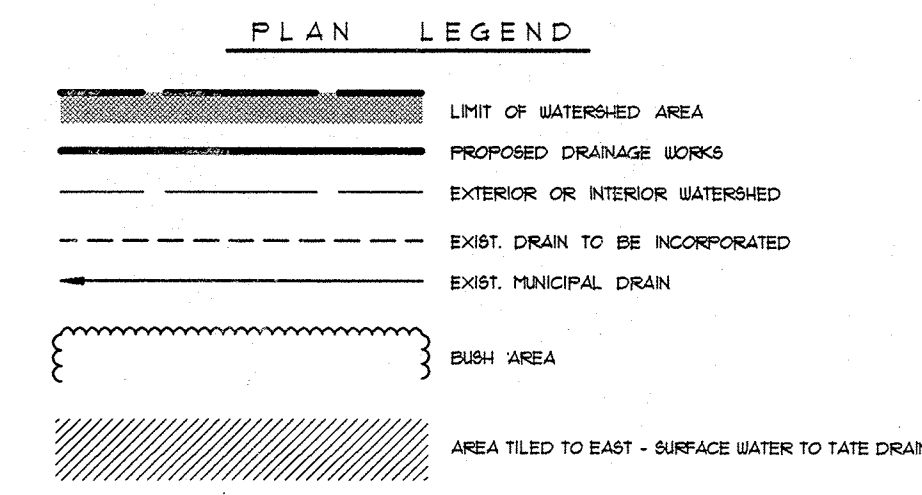 PLAN LEGEND
LIMIT OF WATERSHED AREA
PROPOSED DRAINAGE WORKS
EXTERIOR OR INTERIOR WATERSHED
EXIST. DRAIN TO BE INCORPORATED
EXIST. MUNICIPAL DRAIN
BUSH AREA
AREA TILED TO EAST - SURFACE WATER TO TATE DRAIN